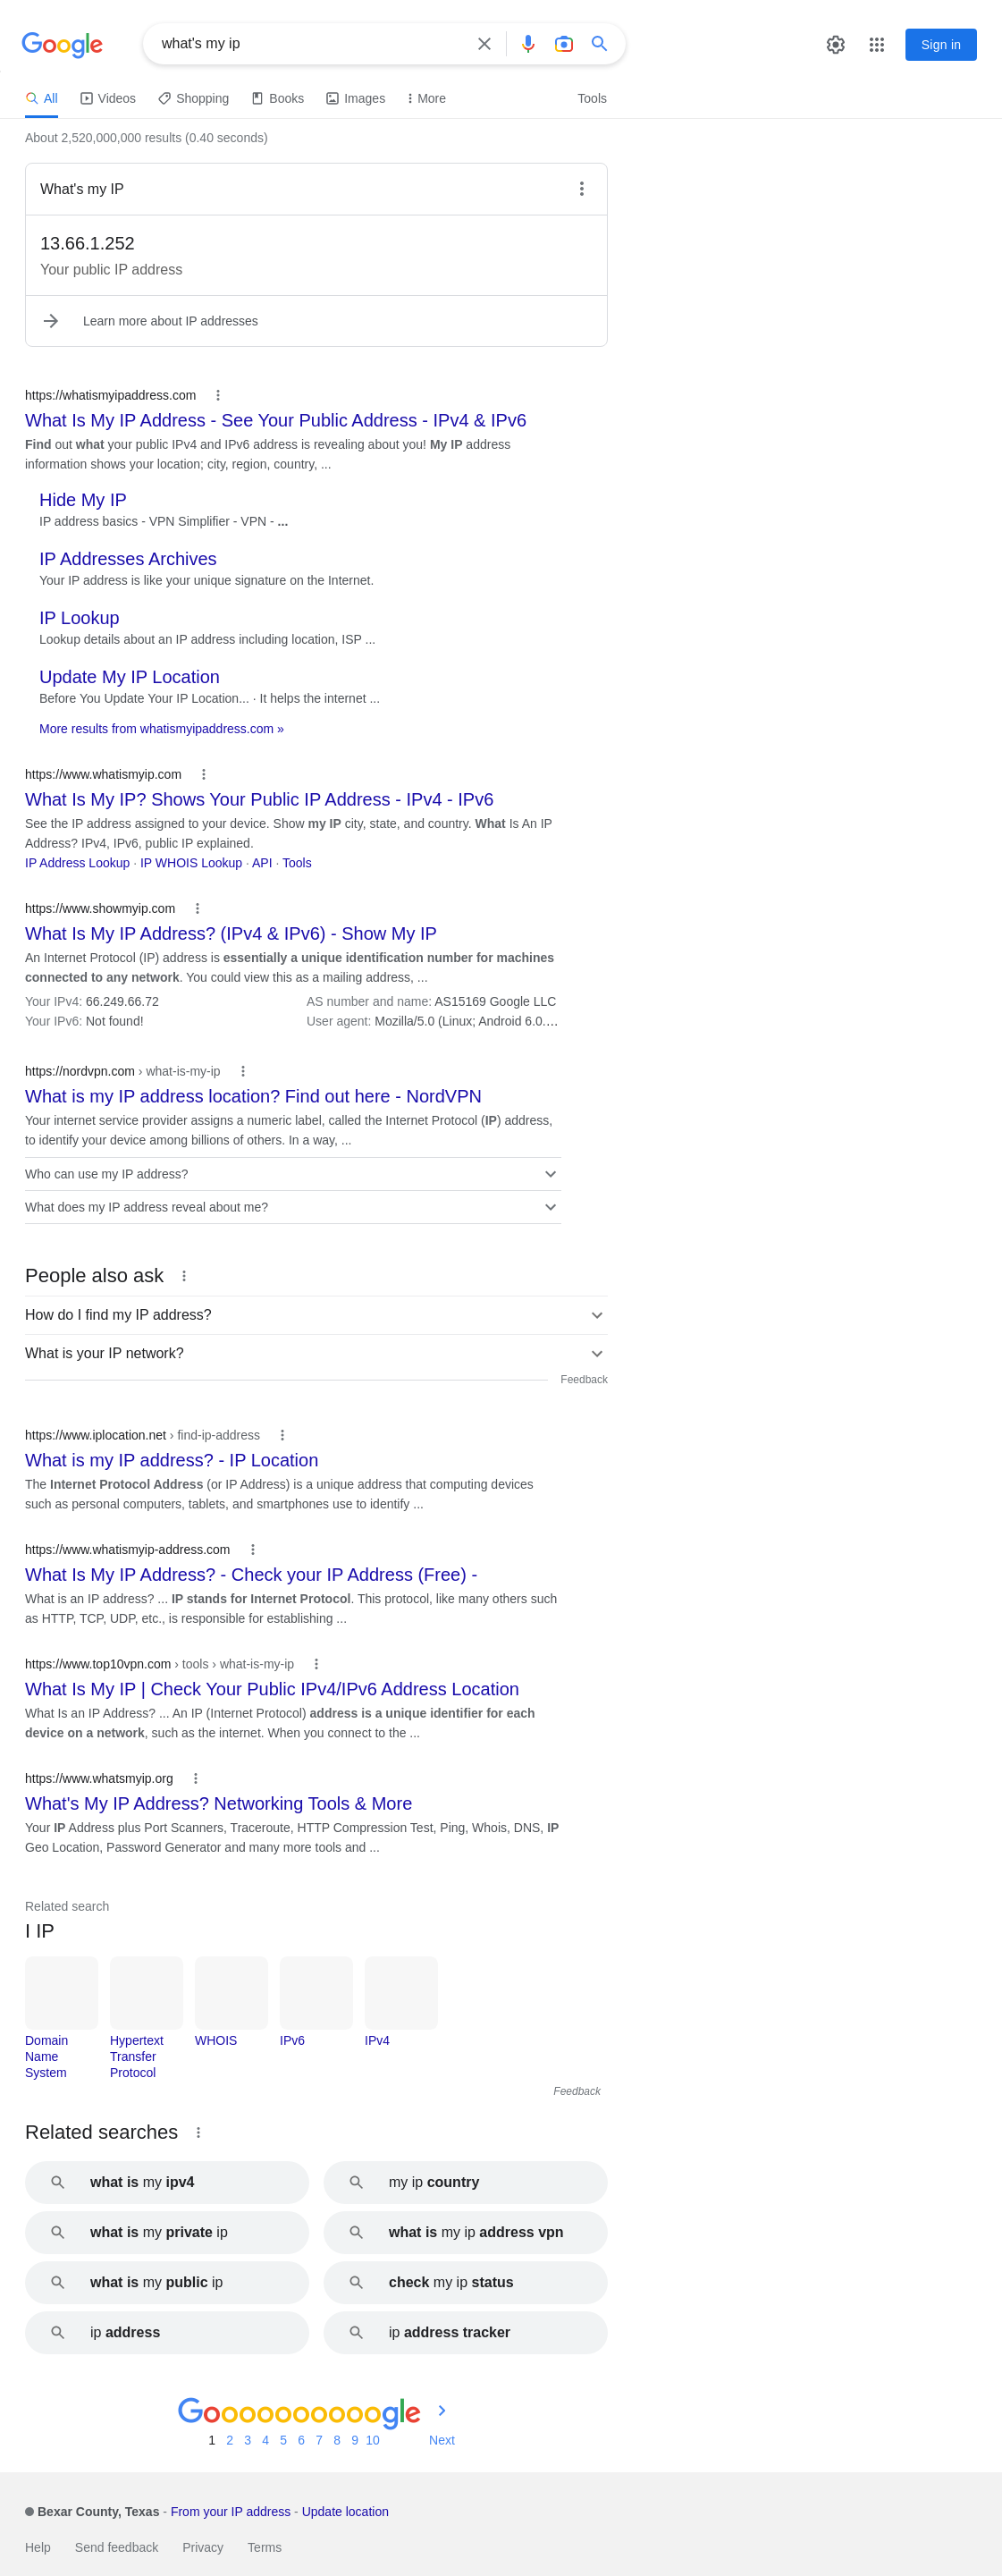 Google
what's my ip
Sign in
All
Videos
Shopping
Books
Images
More
Tools
About 2,520,000,000 results (0.40 seconds)
What's my IP
13.66.1.252
Your public IP address
Learn more about IP addresses
https://whatismyipaddress.com
What Is My IP Address - See Your Public Address - IPv4 & IPv6
Find out what your public IPv4 and IPv6 address is revealing about you! My IP address
information shows your location; city, region, country, ...
Hide My IP
IP address basics - VPN Simplifier - VPN - ...
IP Addresses Archives
Your IP address is like your unique signature on the Internet.
IP Lookup
Lookup details about an IP address including location, ISP ...
Update My IP Location
Before You Update Your IP Location... · It helps the internet ...
More results from whatismyipaddress.com »
https://www.whatismyip.com
What Is My IP? Shows Your Public IP Address - IPv4 - IPv6
See the IP address assigned to your device. Show my IP city, state, and country. What Is An IP
Address? IPv4, IPv6, public IP explained.
IP Address Lookup · IP WHOIS Lookup · API · Tools
https://www.showmyip.com
What Is My IP Address? (IPv4 & IPv6) - Show My IP
An Internet Protocol (IP) address is essentially a unique identification number for machines
connected to any network. You could view this as a mailing address, ...
Your IPv4: 66.249.66.72
AS number and name: AS15169 Google LLC
Your IPv6: Not found!
User agent: Mozilla/5.0 (Linux; Android 6.0....
https://nordvpn.com › what-is-my-ip
What is my IP address location? Find out here - NordVPN
Your internet service provider assigns a numeric label, called the Internet Protocol (IP) address,
to identify your device among billions of others. In a way, ...
Who can use my IP address?
What does my IP address reveal about me?
People also ask
How do I find my IP address?
What is your IP network?
Feedback
https://www.iplocation.net › find-ip-address
What is my IP address? - IP Location
The Internet Protocol Address (or IP Address) is a unique address that computing devices
such as personal computers, tablets, and smartphones use to identify ...
https://www.whatismyip-address.com
What Is My IP Address? - Check your IP Address (Free) -
What is an IP address? ... IP stands for Internet Protocol. This protocol, like many others such
as HTTP, TCP, UDP, etc., is responsible for establishing ...
https://www.top10vpn.com › tools › what-is-my-ip
What Is My IP | Check Your Public IPv4/IPv6 Address Location
What Is an IP Address? ... An IP (Internet Protocol) address is a unique identifier for each
device on a network, such as the internet. When you connect to the ...
https://www.whatsmyip.org
What's My IP Address? Networking Tools & More
Your IP Address plus Port Scanners, Traceroute, HTTP Compression Test, Ping, Whois, DNS, IP
Geo Location, Password Generator and many more tools and ...
Related search
I IP
Domain
Name
System
Hypertext
Transfer
Protocol
WHOIS
IPv6
IPv4
Feedback
Related searches
what is my ipv4
my ip country
what is my private ip
what is my ip address vpn
what is my public ip
check my ip status
ip address
ip address tracker
Goooooooooogle
1 2 3 4 5 6 7 8 9 10
Next
Bexar County, Texas - From your IP address - Update location
Help
Send feedback
Privacy
Terms